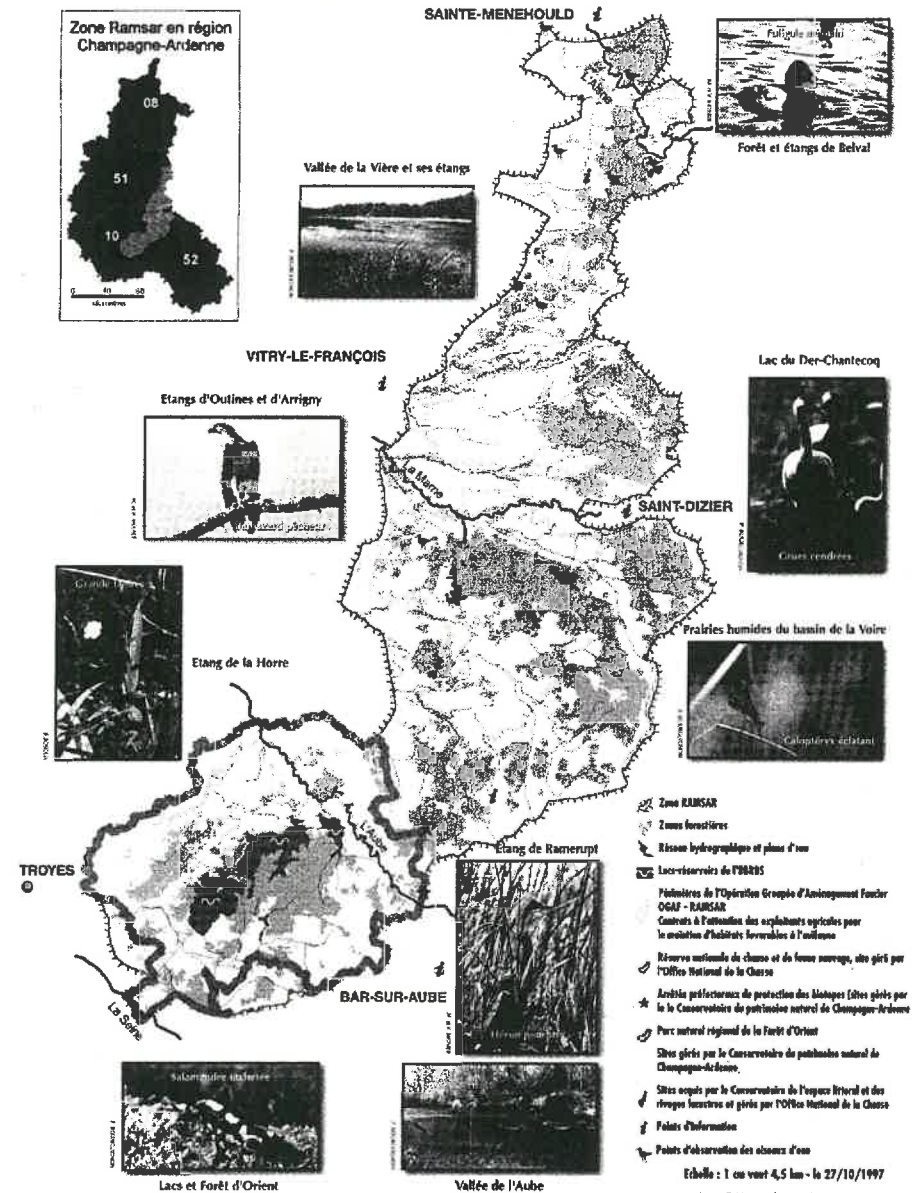 Zone Ramsar en région
Champagne-Ardenne
08
51
10
52
0 40 80
SAINTE-MENEHOULD
L'Aisne
Forêt et étangs de Belval
Vallée de la Vière et ses étangs
VITRY-LE-FRANÇOIS
Etangs d'Outines et d'Arrigny
Lac du Der-Chantecoq
Grues cendrées
La Marne
SAINT-DIZIER
Prairies humides du bassin de la Voire
Caloptéryx éclatant
Grande
Etang de la Horre
TROYES
L'Aube
Etang de Ramerupt
BAR-SUR-AUBE
La Seine
Héron
Salamandre tachetée
Lacs et Forêt d'Orient
Vallée de l'Aube
Zone RAMSAR
Zones forestières
Réseau hydrographique et plans d'eau
Lacs-réservoirs de l'IIBRBS
Périmètres de l'Opération Groupée d'Aménagement Foncier
OGAF - RAMSAR
Contrats à l'attention des exploitants agricoles pour
le maintien d'habitats favorables à l'avifaune
Réserve nationale de chasse et de faune sauvage, site géré par
l'Office National de la Chasse
Arrêtés préfectoraux de protection des biotopes (sites gérés par
le le Conservatoire du patrimoine naturel de Champagne-Ardenne
Parc naturel régional de la Forêt d'Orient
Sites gérés par le Conservatoire du patrimoine naturel de
Champagne-Ardenne,
Sites acquis par le Conservatoire de l'espace littoral et des
rivages lacustres et gérés par l'Office National de la Chasse
Points d'information
Points d'observation des oiseaux d'eau
Echelle : 1 cm vaut 4,5 km - le 27/10/1997